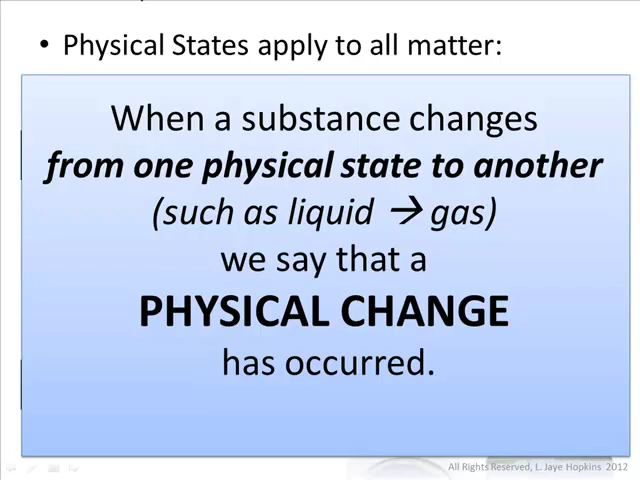 • Physical States apply to all matter:
When a substance changes
from one physical state to another
(such as liquid → gas)
we say that a
PHYSICAL CHANGE
has occurred.
All Rights Reserved, L. Jaye Hopkins 2012